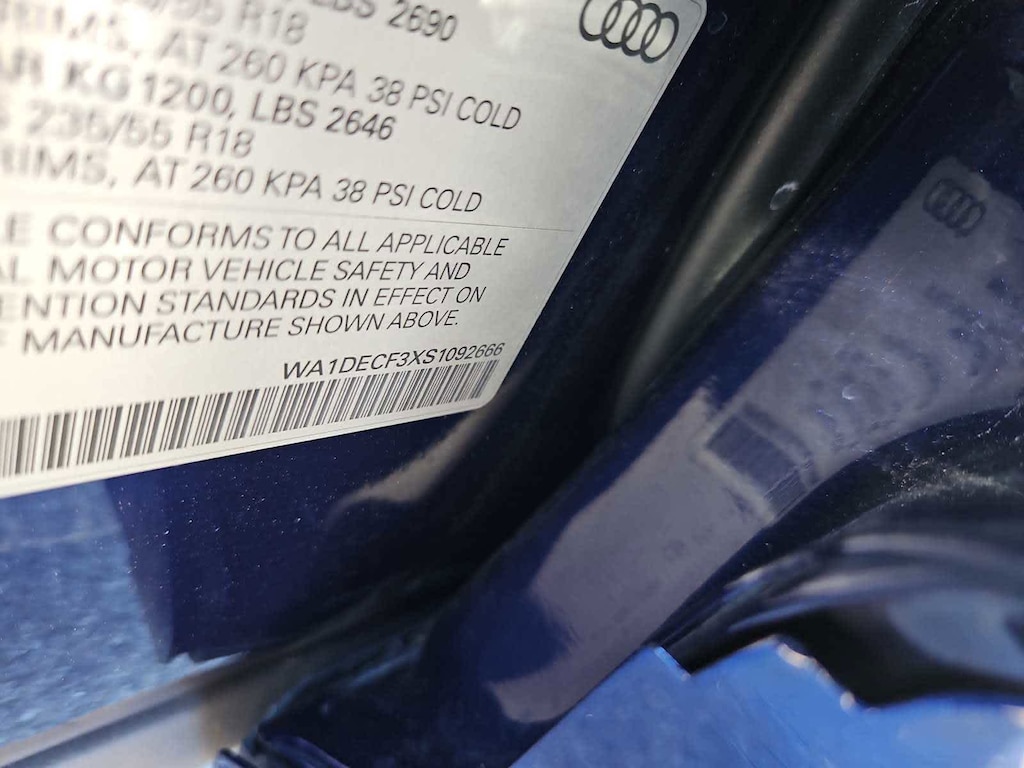 LBS 2690
R18
AT 260 KPA 38 PSI COLD
KG 1200, LBS 2646
235/55 R18
RIMS, AT 260 KPA 38 PSI COLD
CONFORMS TO ALL APPLICABLE
MOTOR VEHICLE SAFETY AND
ENTION STANDARDS IN EFFECT ON
MANUFACTURE SHOWN ABOVE.
WA1DECF3XS1092666